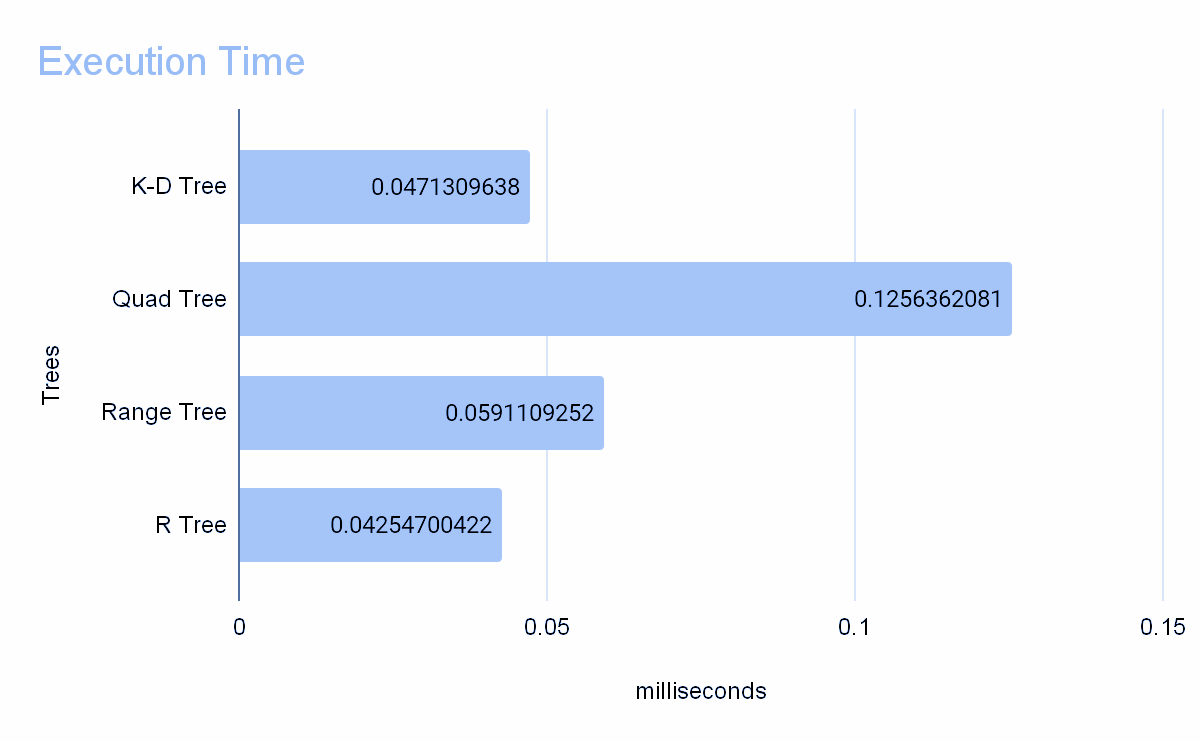 Execution Time
K-D Tree
0.0471309638
Quad Tree
0.1256362081
Trees
Range Tree
0.0591109252
R Tree
0.04254700422
0 0.05 0.1 0.15
milliseconds